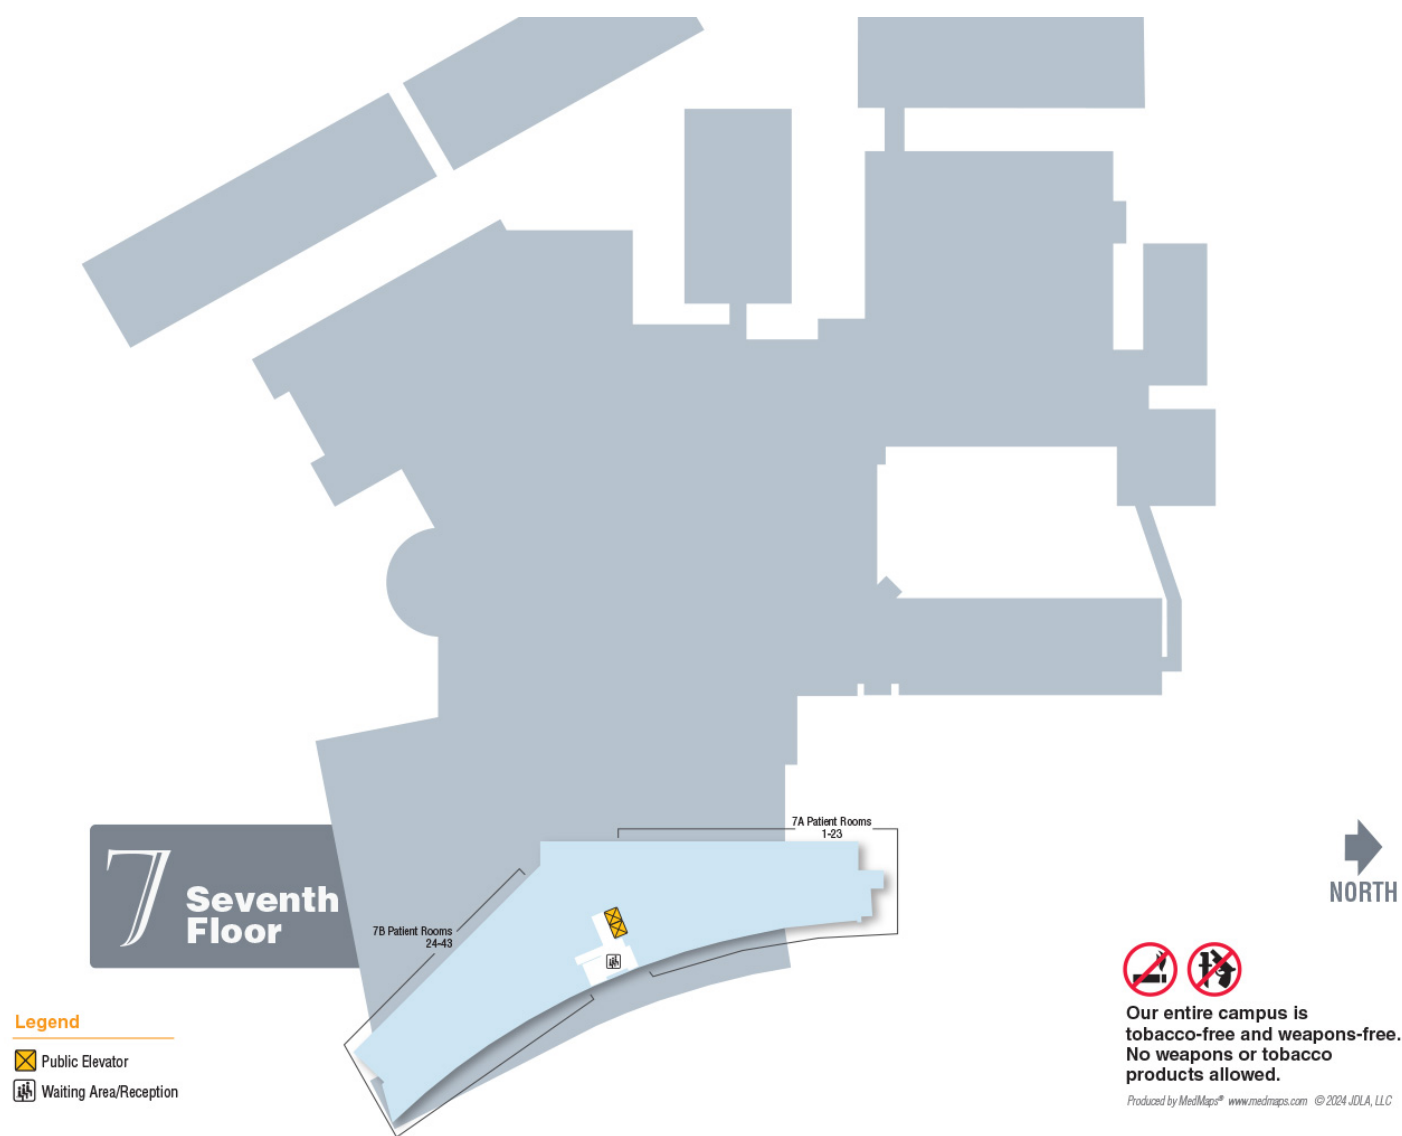 7A Patient Rooms
1-23
7
Seventh
Floor
7B Patient Rooms
24-43
NORTH
Legend
Public Elevator
Waiting Area/Reception
Our entire campus is
tobacco-free and weapons-free.
No weapons or tobacco
products allowed.
Produced by MedMaps® www.medmaps.com © 2024 JDLA, LLC